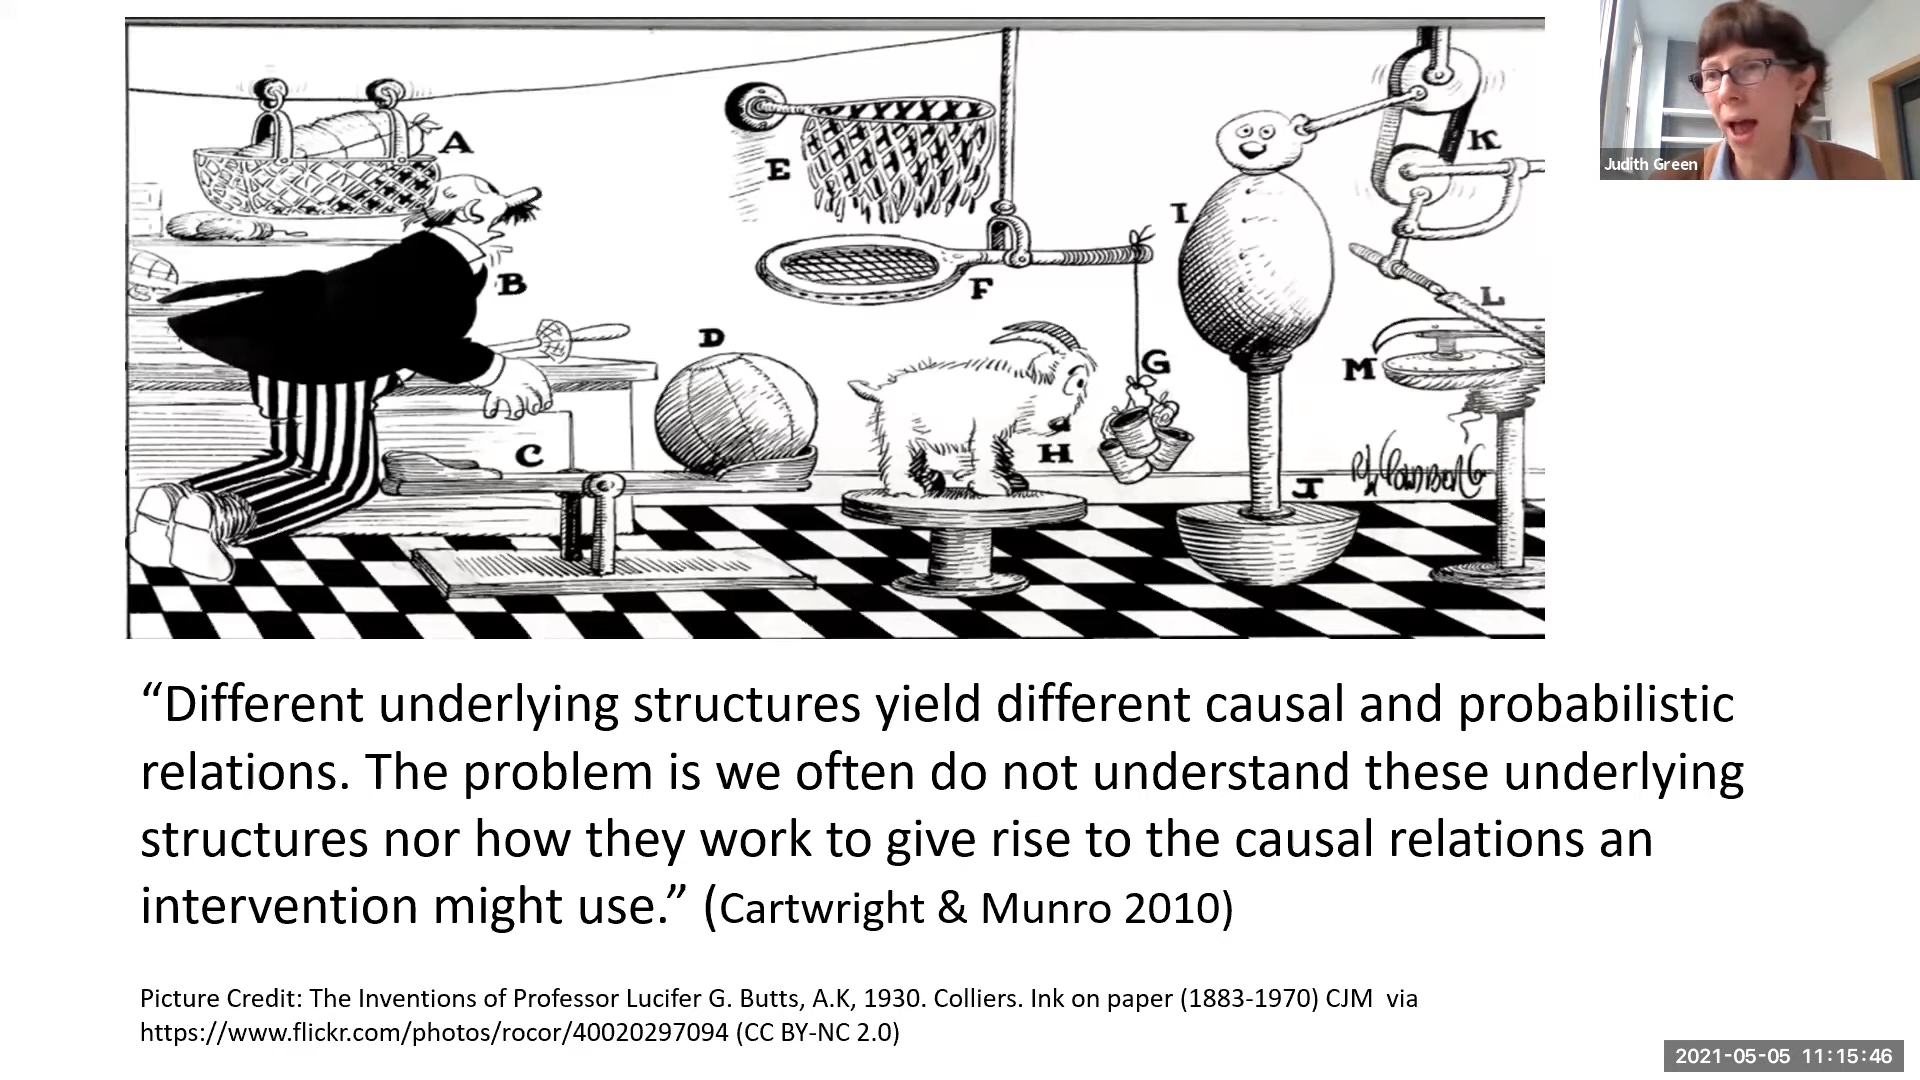 A
B
C
D
E
F
G
H
I
J
K
L
M
Judith Green
“Different underlying structures yield different causal and probabilistic
relations. The problem is we often do not understand these underlying
structures nor how they work to give rise to the causal relations an
intervention might use.” (Cartwright & Munro 2010)
Picture Credit: The Inventions of Professor Lucifer G. Butts, A.K, 1930. Colliers. Ink on paper (1883-1970) CJM via
https://www.flickr.com/photos/rocor/40020297094 (CC BY-NC 2.0)
2021-05-05 11:15:46